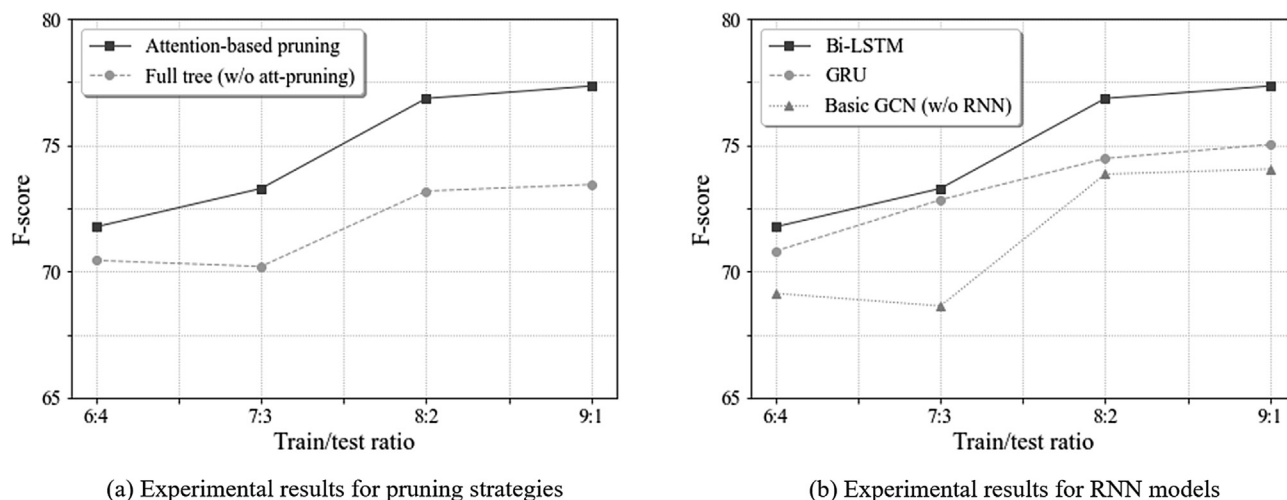 80
75
70
65
F-score
Attention-based pruning
Full tree (w/o att-pruning)
6:4 7:3 8:2 9:1
Train/test ratio
(a) Experimental results for pruning strategies
80
75
70
65
F-score
Bi-LSTM
GRU
Basic GCN (w/o RNN)
6:4 7:3 8:2 9:1
Train/test ratio
(b) Experimental results for RNN models